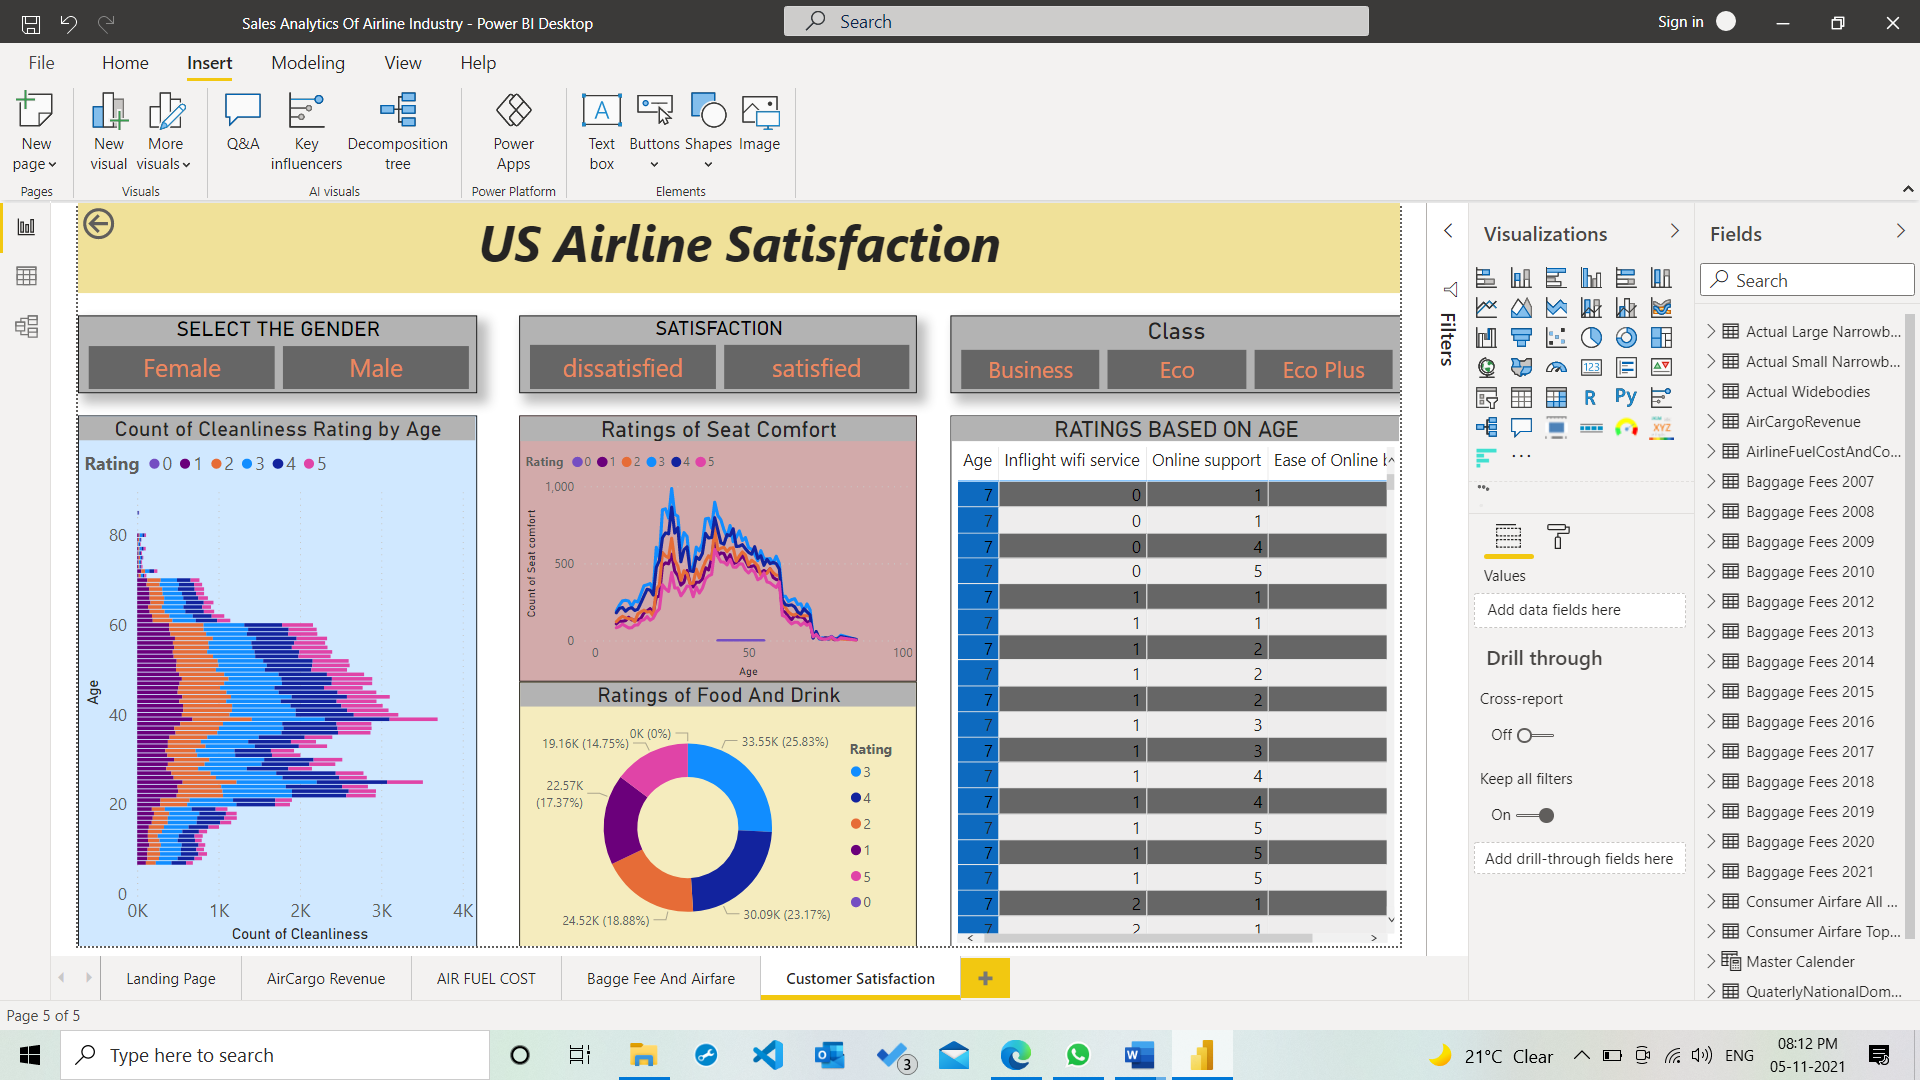 Sales Analytics Of Airline Industry - Power BI Desktop
Search
Sign in
File Home Insert Modeling View Help
New page
New visual
More visuals
Q&A
Key influencers
Decomposition tree
Power Apps
Text box
Buttons
Shapes
Image
Pages
Visuals
AI visuals
Power Platform
Elements
US Airline Satisfaction
SELECT THE GENDER
Female Male
SATISFACTION
dissatisfied satisfied
Class
Business Eco Eco Plus
Count of Cleanliness Rating by Age
Rating 0 1 2 3 4 5
80
60
40
20
0
Age
0K 1K 2K 3K 4K
Count of Cleanliness
Ratings of Seat Comfort
Rating 0 1 2 3 4 5
1,000
500
0
Count of Seat comfort
0 50 100
Age
Ratings of Food And Drink
0K (0%)
19.16K (14.75%)
33.55K (25.83%)
22.57K
(17.37%)
24.52K (18.88%)
30.09K (23.17%)
Rating
3
4
2
1
5
0
RATINGS BASED ON AGE
Age Inflight wifi service Online support Ease of Online
7 0 1
7 0 1
7 0 4
7 0 5
7 1 1
7 1 1
7 1 2
7 1 2
7 1 2
7 1 3
7 1 3
7 1 4
7 1 4
7 1 5
7 1 5
7 1 5
7 2 1
7 2 1
Filters
Visualizations
R Py
Values
Add data fields here
Drill through
Cross-report
Off
Keep all filters
On
Add drill-through fields here
Fields
Search
Actual Large Narrowb...
Actual Small Narrowb...
Actual Widebodies
AirCargoRevenue
AirlineFuelCostAndCo...
Baggage Fees 2007
Baggage Fees 2008
Baggage Fees 2009
Baggage Fees 2010
Baggage Fees 2012
Baggage Fees 2013
Baggage Fees 2014
Baggage Fees 2015
Baggage Fees 2016
Baggage Fees 2017
Baggage Fees 2018
Baggage Fees 2019
Baggage Fees 2020
Baggage Fees 2021
Consumer Airfare All ...
Consumer Airfare Top...
Master Calender
QuaterlyNationalDom...
Landing Page AirCargo Revenue AIR FUEL COST Bagge Fee And Airfare Customer Satisfaction +
Page 5 of 5
Type here to search
3
21°C Clear
ENG
08:12 PM
05-11-2021